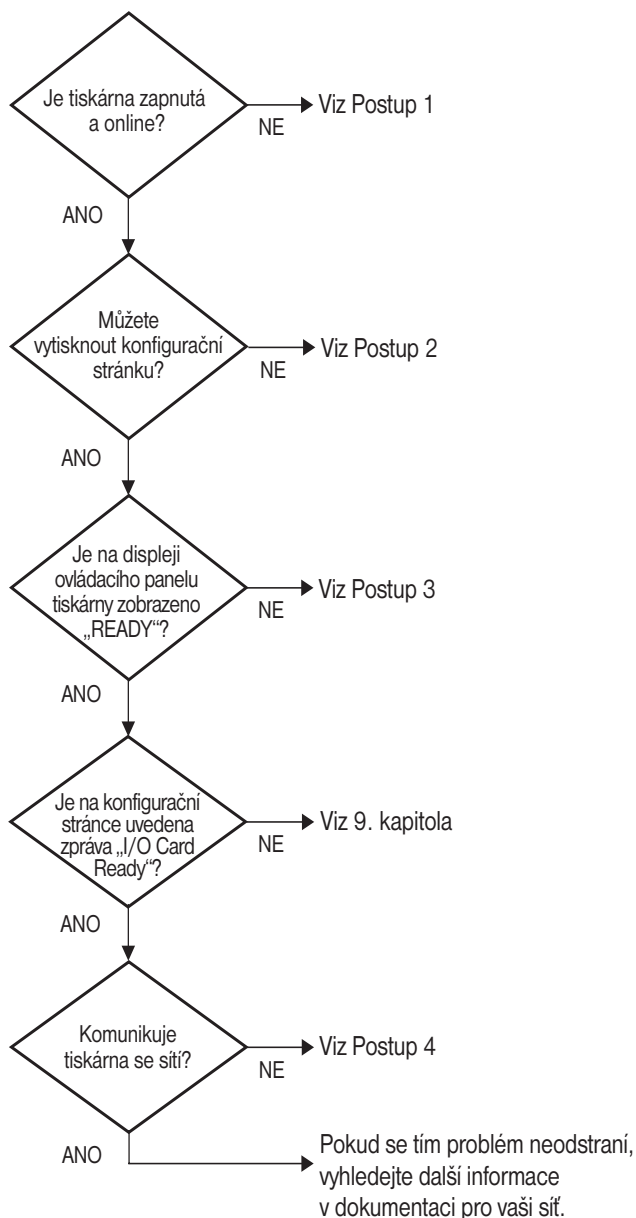 Je tiskárna zapnutá
a online?
NE
Viz Postup 1
ANO
Můžete
vytisknout konfigurační
stránku?
NE
Viz Postup 2
ANO
Je na displeji
ovládacího panelu
tiskárny zobrazeno
„READY“?
NE
Viz Postup 3
ANO
Je na konfigurační
stránce uvedena
zpráva „I/O Card
Ready“?
NE
Viz 9. kapitola
ANO
Komunikuje
tiskárna se sítí?
NE
Viz Postup 4
ANO
Pokud se tím problém neodstraní,
vyhledejte další informace
v dokumentaci pro vaši síť.